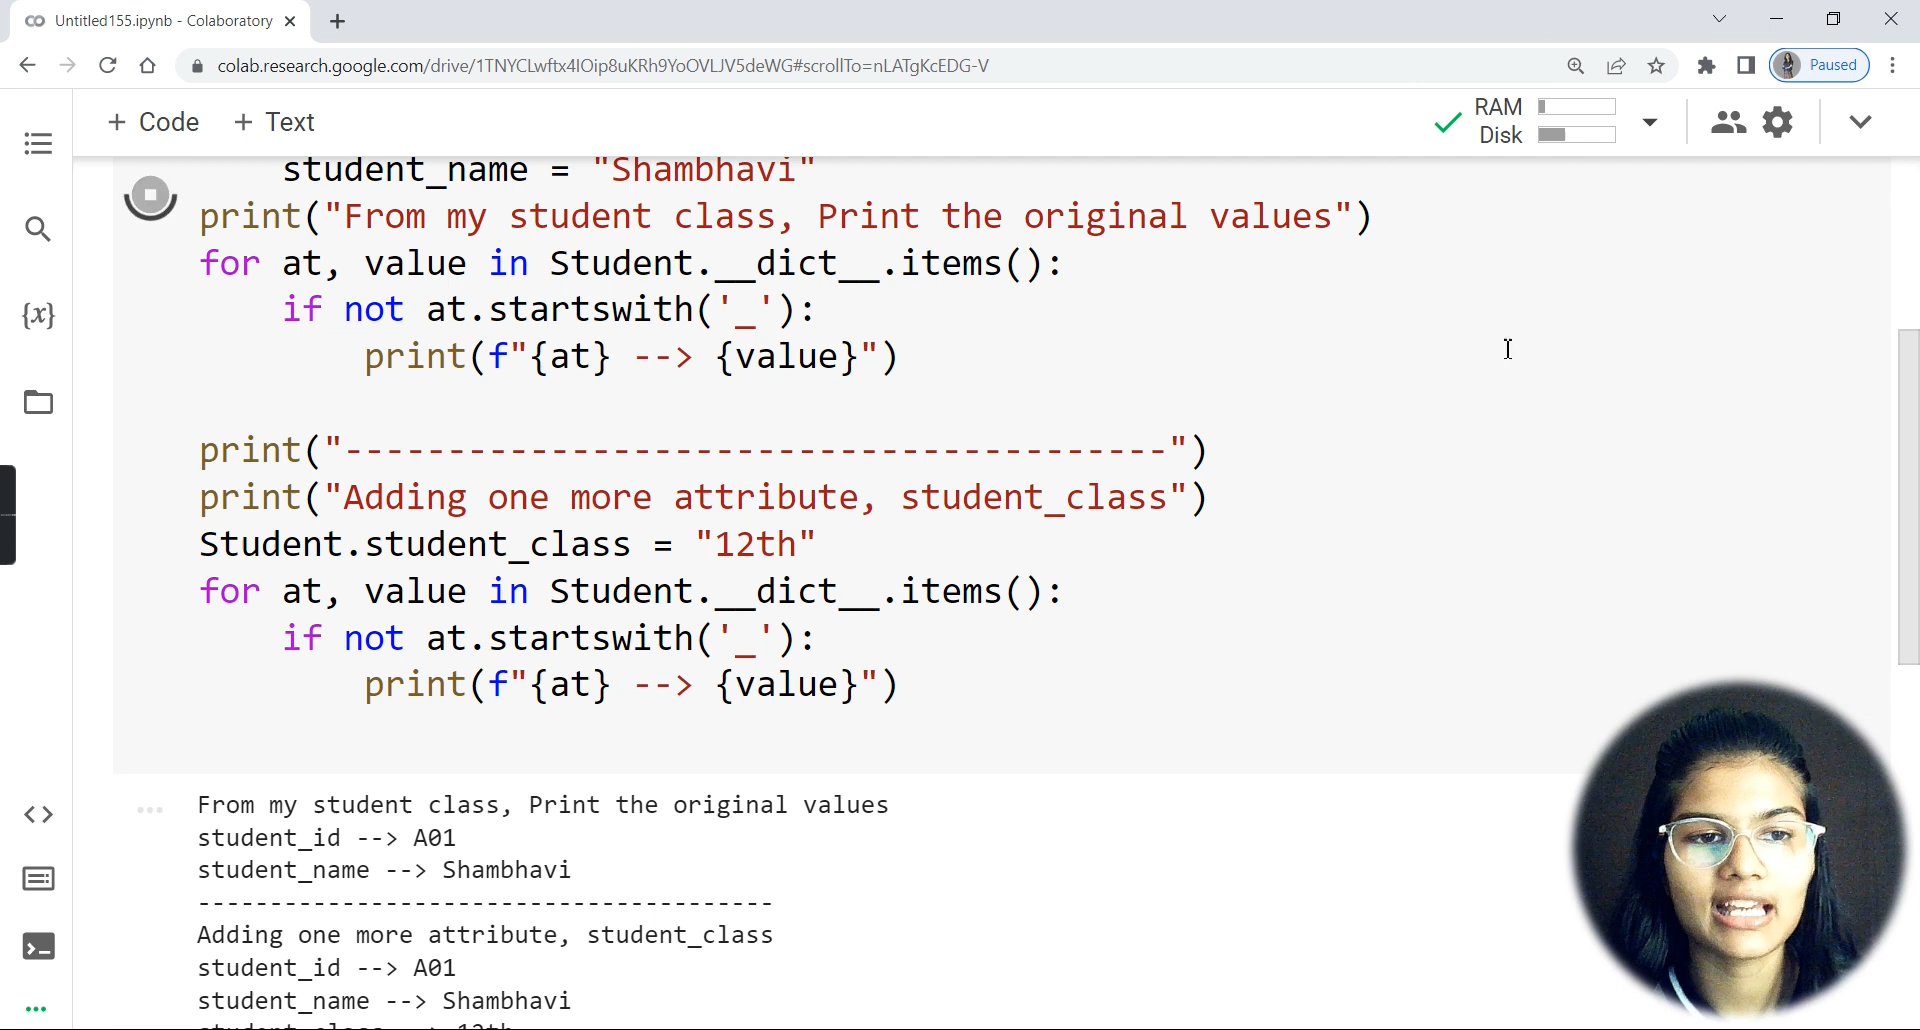 Untitled155.ipynb - Colaboratory
colab.research.google.com/drive/1TNYCLwftx4IOip8uKRh9YoOVLJV5deWG#scrollTo=nLATgKcEDG-V
Paused
+ Code + Text
RAM
Disk
{x}
student_name = "Shambhavi"
print("From my student class, Print the original values")
for at, value in Student.__dict__.items():
if not at.startswith('_'):
print(f"{at} --> {value}")
print("----------------------------------------")
print("Adding one more attribute, student_class")
Student.student_class = "12th"
for at, value in Student.__dict__.items():
if not at.startswith('_'):
print(f"{at} --> {value}")
From my student class, Print the original values
student_id --> A01
student_name --> Shambhavi
----------------------------------------
Adding one more attribute, student_class
student_id --> A01
student_name --> Shambhavi
student_class --> 12th